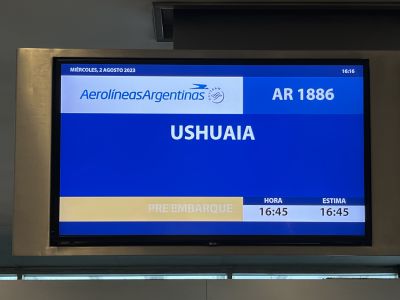 MIÉRCOLES, 2 AGOSTO 2023 16:16
AerolíneasArgentinas AR 1886
USHUAIA
HORA ESTIMA
PRE EMBARQUE 16:45 16:45